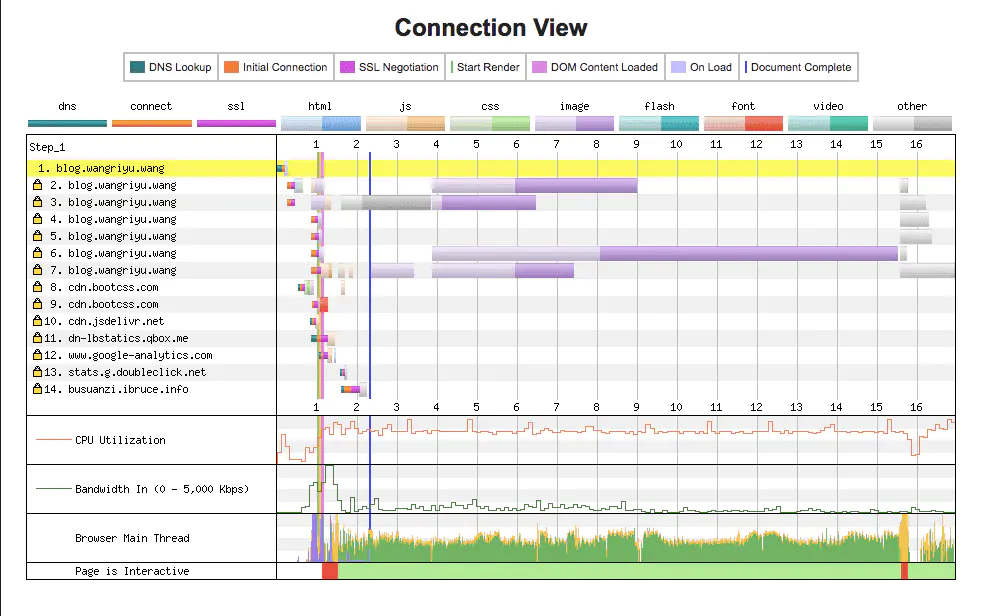 Connection View
DNS Lookup Initial Connection SSL Negotiation Start Render DOM Content Loaded On Load Document Complete
dns connect ssl html js css image flash font video other
Step_1 1 2 3 4 5 6 7 8 9 10 11 12 13 14 15 16
1. blog.wangriyu.wang
2. blog.wangriyu.wang
3. blog.wangriyu.wang
4. blog.wangriyu.wang
5. blog.wangriyu.wang
6. blog.wangriyu.wang
7. blog.wangriyu.wang
8. cdn.bootcss.com
9. cdn.bootcss.com
10. cdn.jsdelivr.net
11. dn-lbstatics.qbox.me
12. www.google-analytics.com
13. stats.g.doubleclick.net
14. busuanzi.ibruce.info
1 2 3 4 5 6 7 8 9 10 11 12 13 14 15 16
CPU Utilization
Bandwidth In (0 - 5,000 Kbps)
Browser Main Thread
Page is Interactive